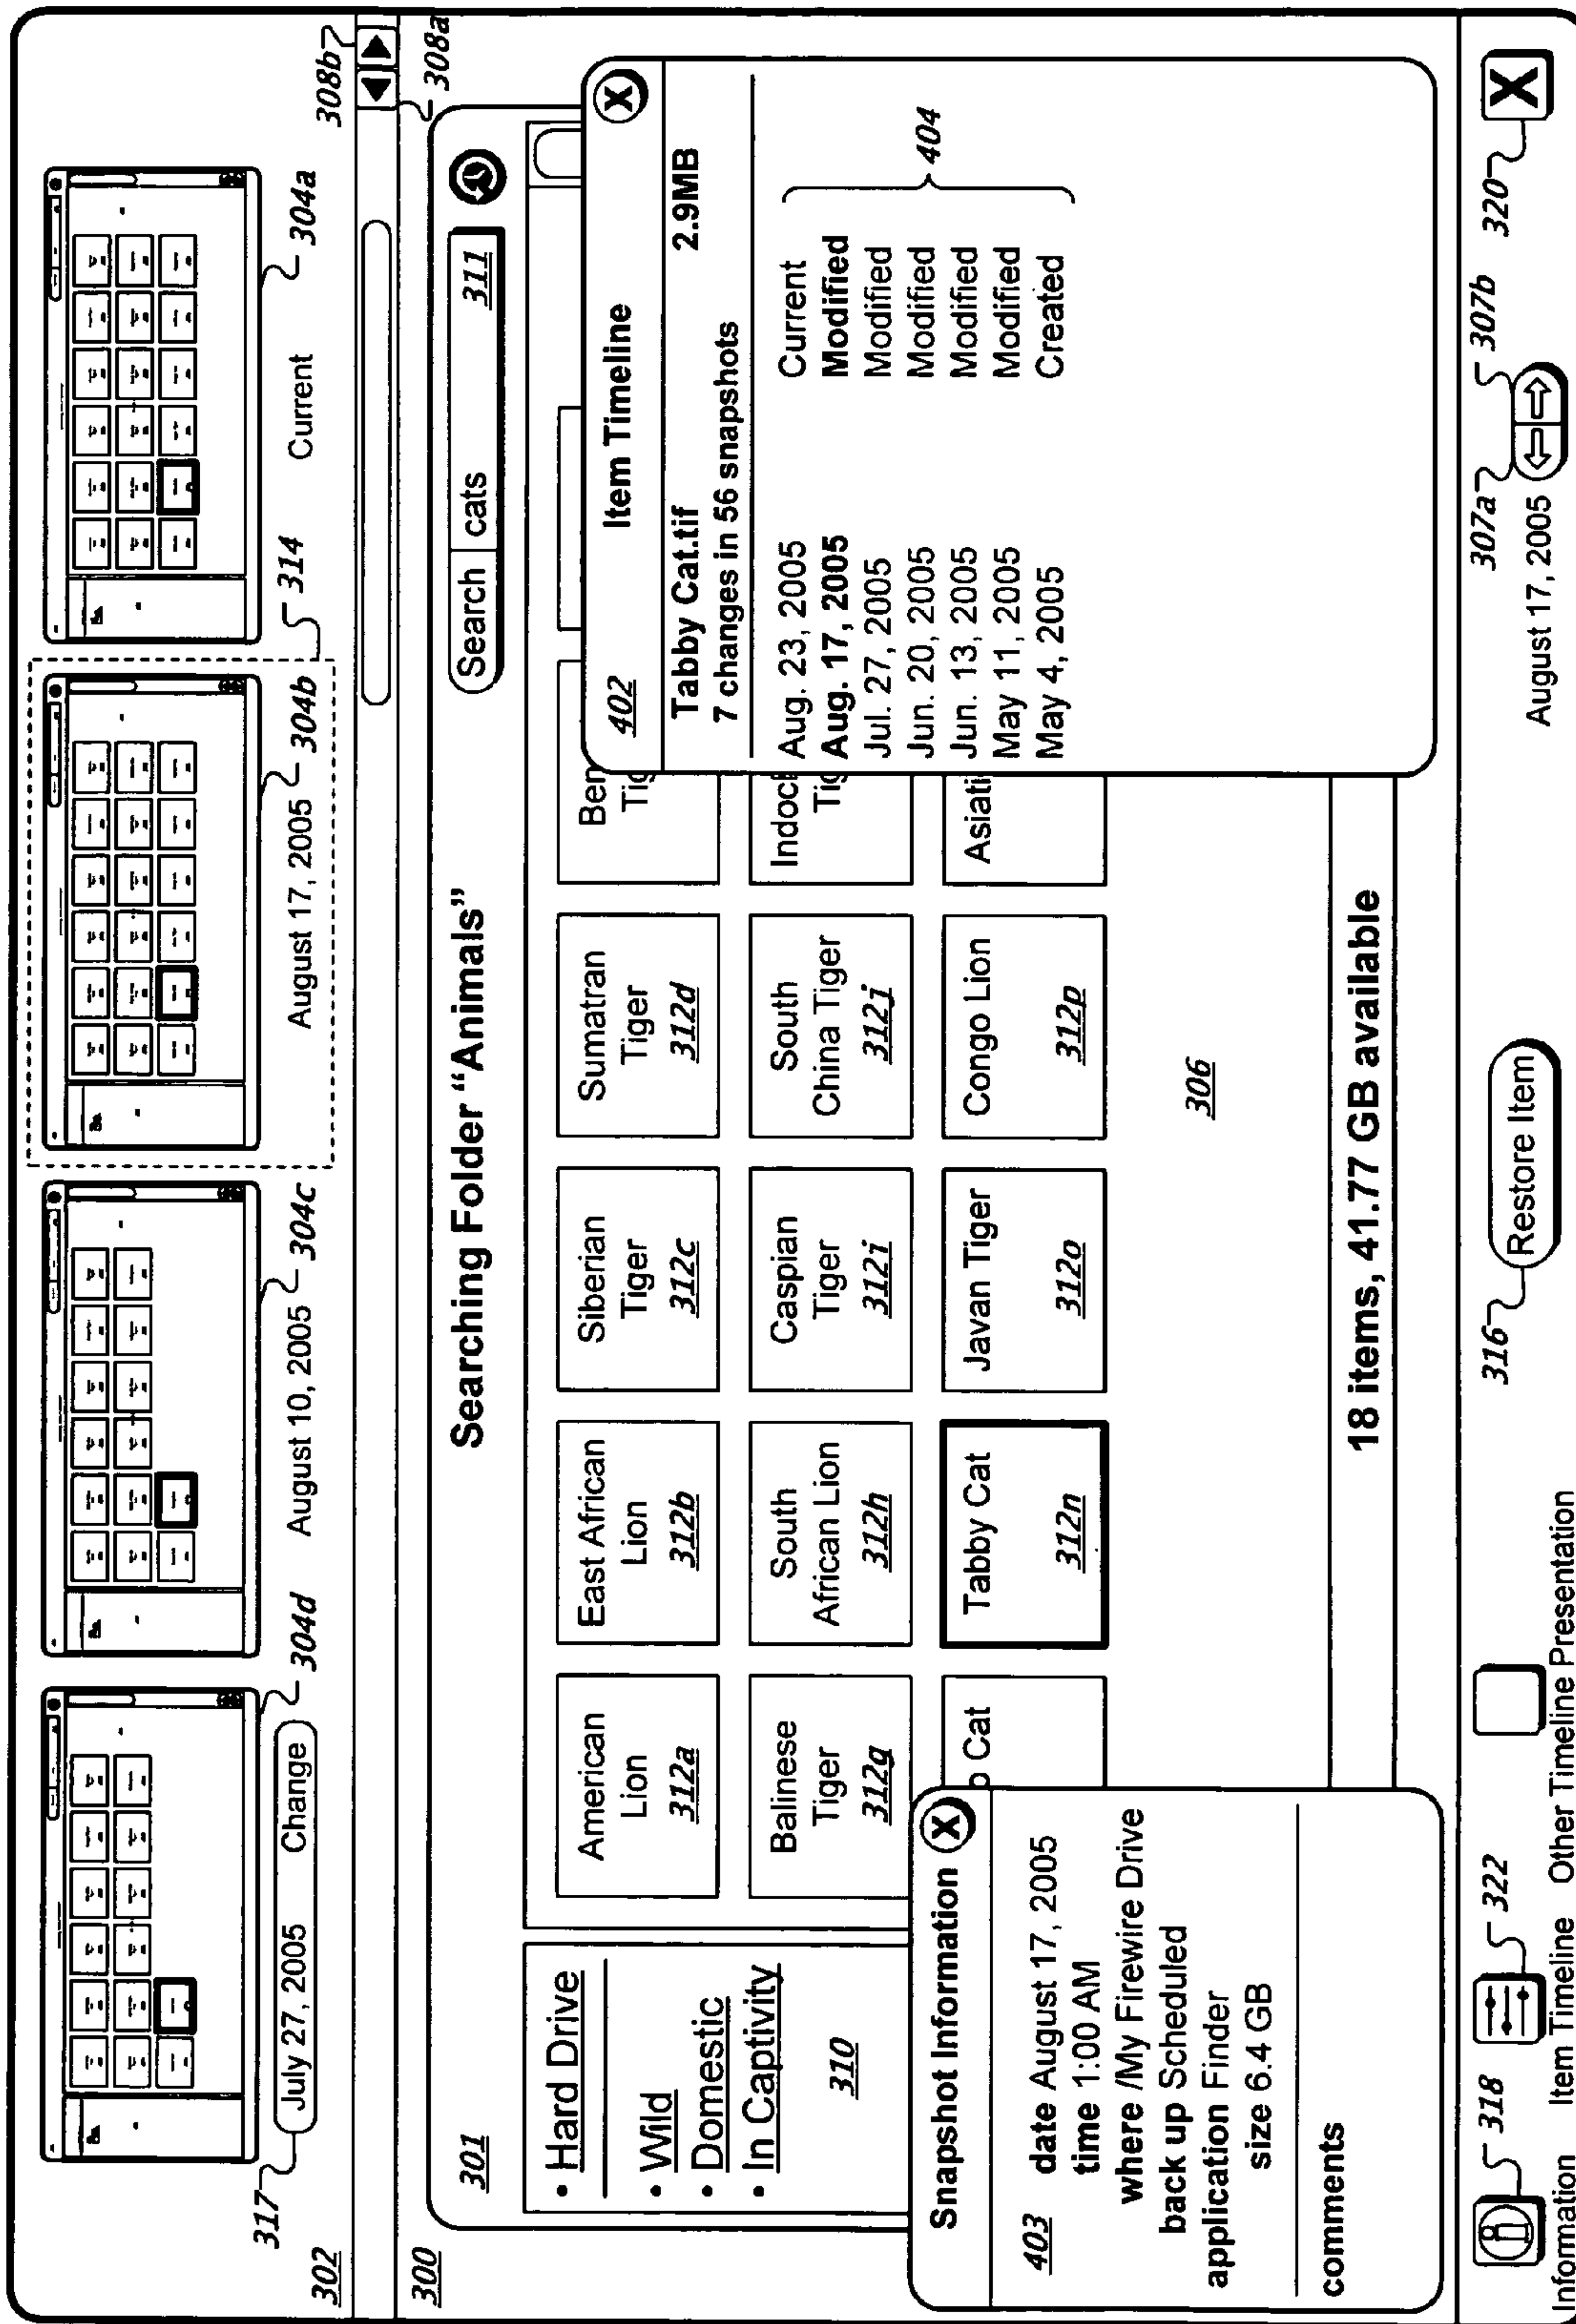 317
July 27, 2005 Change
304d
August 10, 2005
304c
August 17, 2005
304b
314
Current
304a
302
308b
308a
300
301
Searching Folder “Animals”
Search cats 311
• Hard Drive
• Wild
• Domestic
• In Captivity
310
American
Lion
312a
East African
Lion
312b
Siberian
Tiger
312c
Sumatran
Tiger
312d
Ben
Tig
Balinese
Tiger
312g
South
African Lion
312h
Caspian
Tiger
312i
South
China Tiger
312j
Indoc
Tig
Cat
Tabby Cat
312n
Javan Tiger
312o
Congo Lion
312p
Asiati
306
18 items, 41.77 GB available
402 Item Timeline X
Tabby Cat.tif 2.9MB
7 changes in 56 snapshots
Aug. 23, 2005 Current
Aug. 17, 2005 Modified
Jul. 27, 2005 Modified
Jun. 20, 2005 Modified
Jun. 13, 2005 Modified
May 11, 2005 Modified
May 4, 2005 Created
404
Snapshot Information X
403
date August 17, 2005
time 1:00 AM
where /My Firewire Drive
back up Scheduled
application Finder
size 6.4 GB
comments
318
Information
322
Item Timeline
Other Timeline Presentation
316
Restore Item
307a
307b
August 17, 2005
320
X